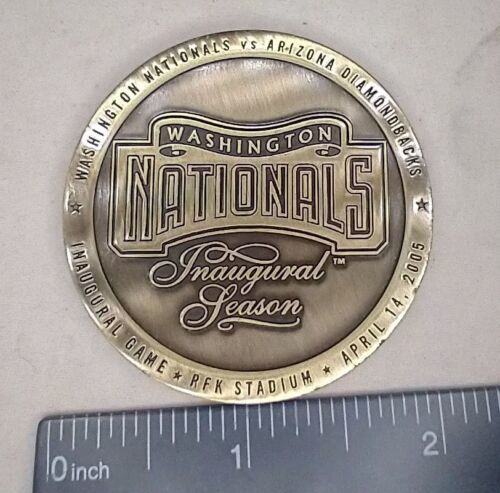 WASHINGTON NATIONALS vs ARIZONA DIAMONDBACKS
WASHINGTON
NATIONALS
Inaugural ™
Season
★ INAUGURAL GAME ★ RFK STADIUM ★ APRIL 14, 2005 ★
0 inch 1 2